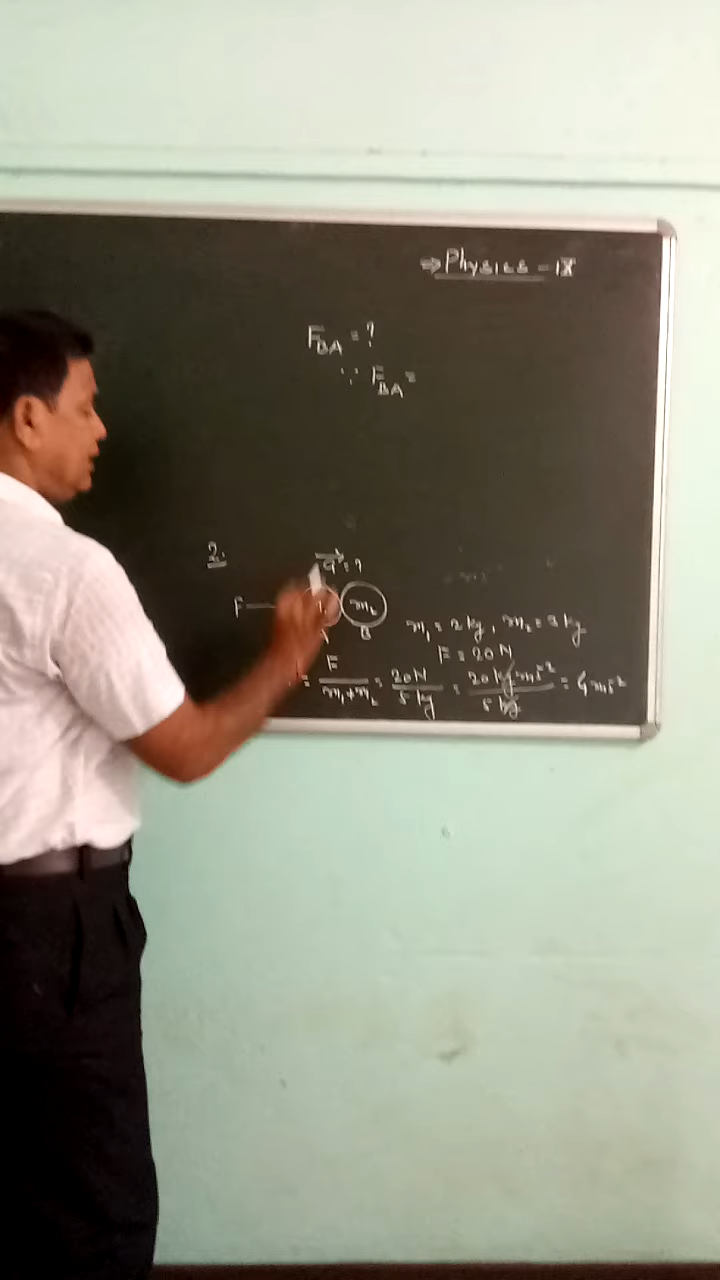 ⇒ Physics - IX
F_BA = ?
∵ F_BA =
2.
a⃗ = ?
F m₂
B
m₁ = 2 kg, m₂ = 3 kg
F = 20 N
= F / m₁+m₂ = 20 N / 5 kg = 20 kg ms⁻² / 5 kg = 4 ms⁻²